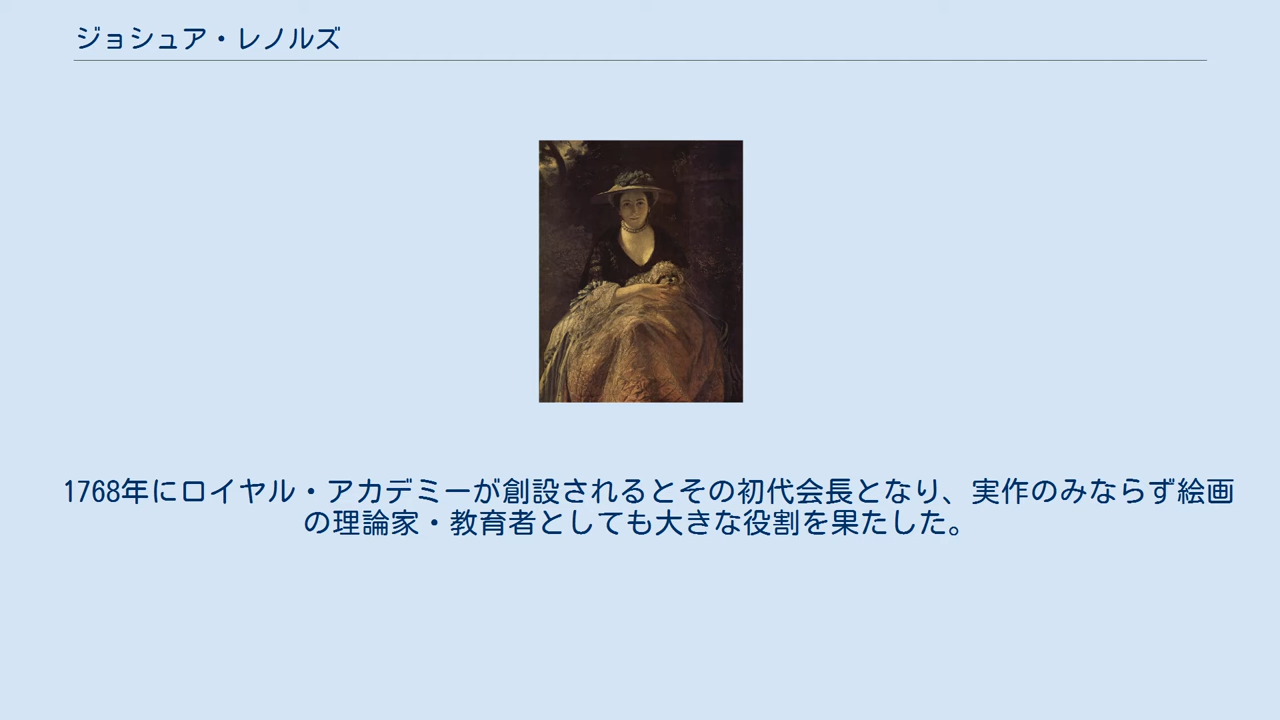 ジョシュア・レノルズ
1768年にロイヤル・アカデミーが創設されるとその初代会長となり、実作のみならず絵画
の理論家・教育者としても大きな役割を果たした。